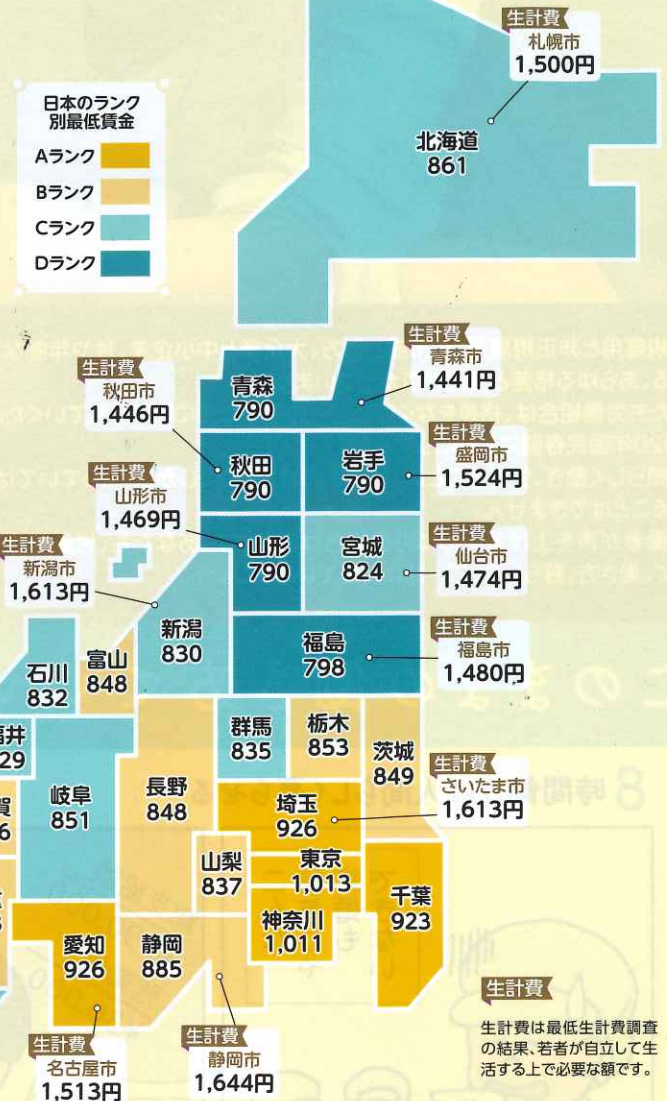 生計費
札幌市
1,500円
日本のランク
別最低賃金
Aランク
Bランク
Cランク
Dランク
北海道
861
生計費
青森市
1,441円
生計費
秋田市
1,446円
青森
790
秋田
790
岩手
790
生計費
盛岡市
1,524円
生計費
山形市
1,469円
山形
790
宮城
824
生計費
仙台市
1,474円
生計費
新潟市
1,613円
新潟
830
福島
798
生計費
福島市
1,480円
石川
832
富山
848
群馬
835
栃木
853
茨城
849
井
29
岐阜
851
長野
848
埼玉
926
生計費
さいたま市
1,613円
賀
6
山梨
837
東京
1,013
千葉
923
神奈川
1,011
愛知
926
静岡
885
生計費
名古屋市
1,513円
生計費
静岡市
1,644円
生計費
生計費は最低生計費調査
の結果、若者が自立して生
活する上で必要な額です。